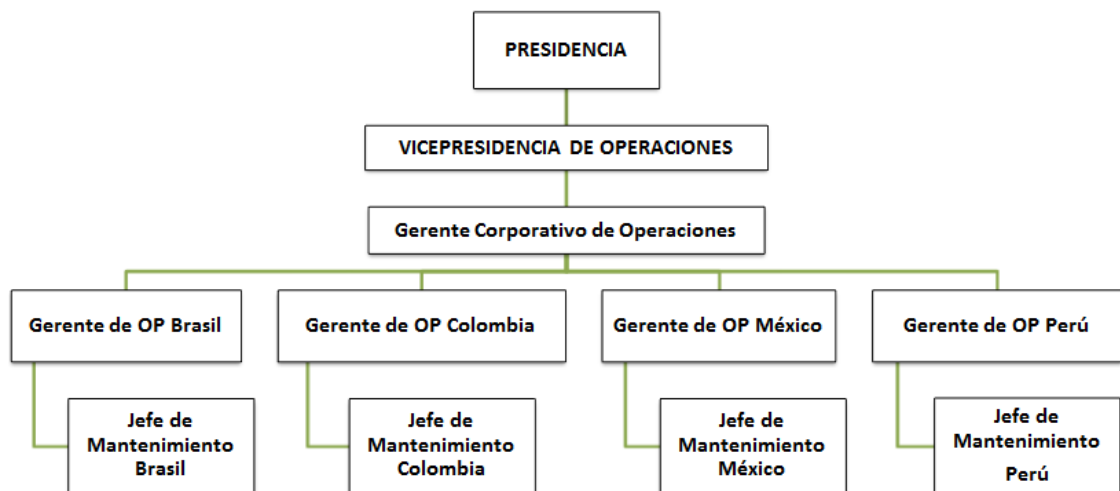 PRESIDENCIA
VICEPRESIDENCIA DE OPERACIONES
Gerente Corporativo de Operaciones
Gerente de OP Brasil
Gerente de OP Colombia
Gerente de OP México
Gerente de OP Perú
Jefe de
Mantenimiento
Brasil
Jefe de
Mantenimiento
Colombia
Jefe de
Mantenimiento
México
Jefe de
Mantenimiento
Perú